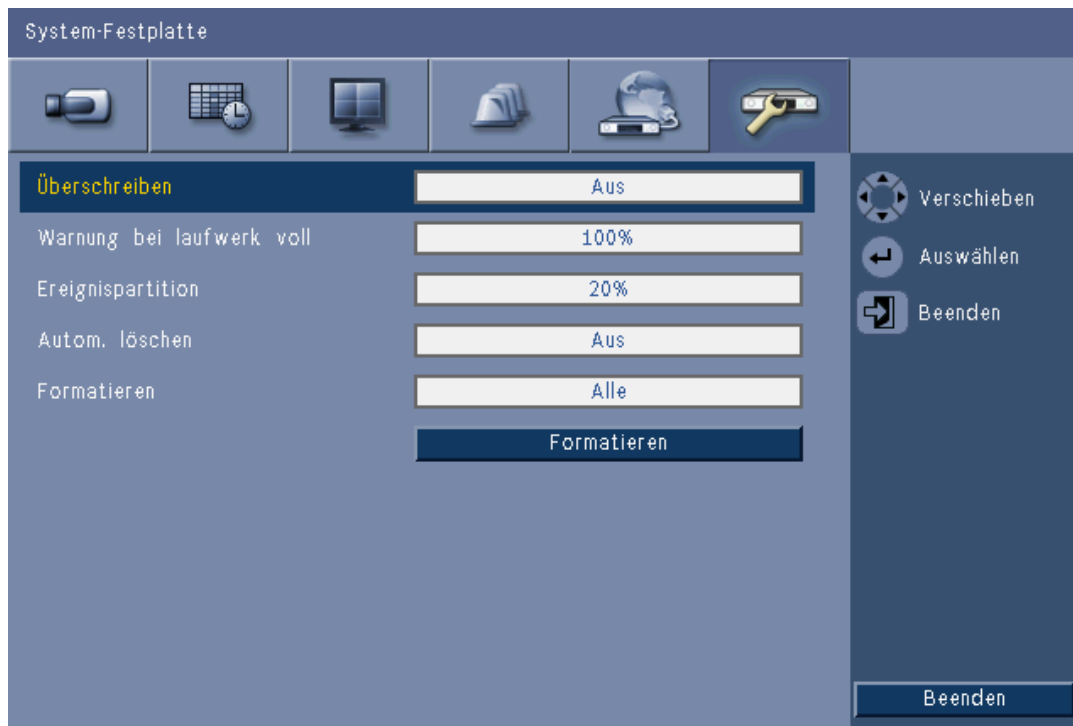 System-Festplatte
Überschreiben Aus
Warnung bei laufwerk voll 100%
Ereignispartition 20%
Autom. löschen Aus
Formatieren Alle
Formatieren
Verschieben
Auswählen
Beenden
Beenden